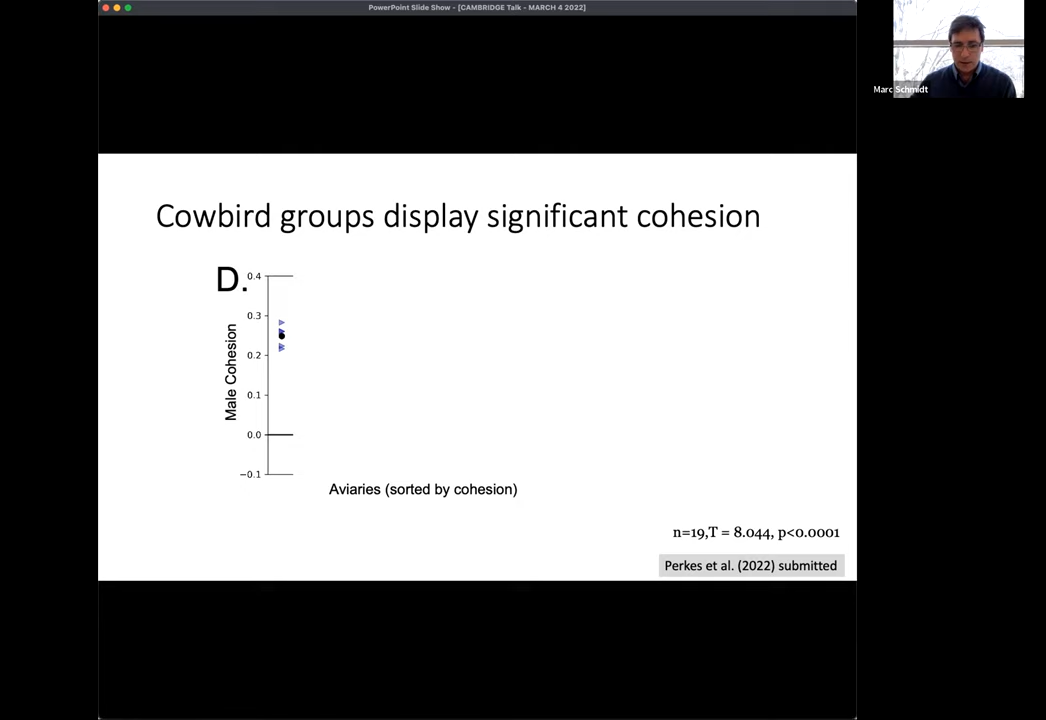 PowerPoint Slide Show - [CAMBRIDGE Talk - MARCH 4 2022]
Marc Schmidt
Cowbird groups display significant cohesion
D.
Male Cohesion
0.4
0.3
0.2
0.1
0.0
−0.1
Aviaries (sorted by cohesion)
n=19,T = 8.044, p<0.0001
Perkes et al. (2022) submitted